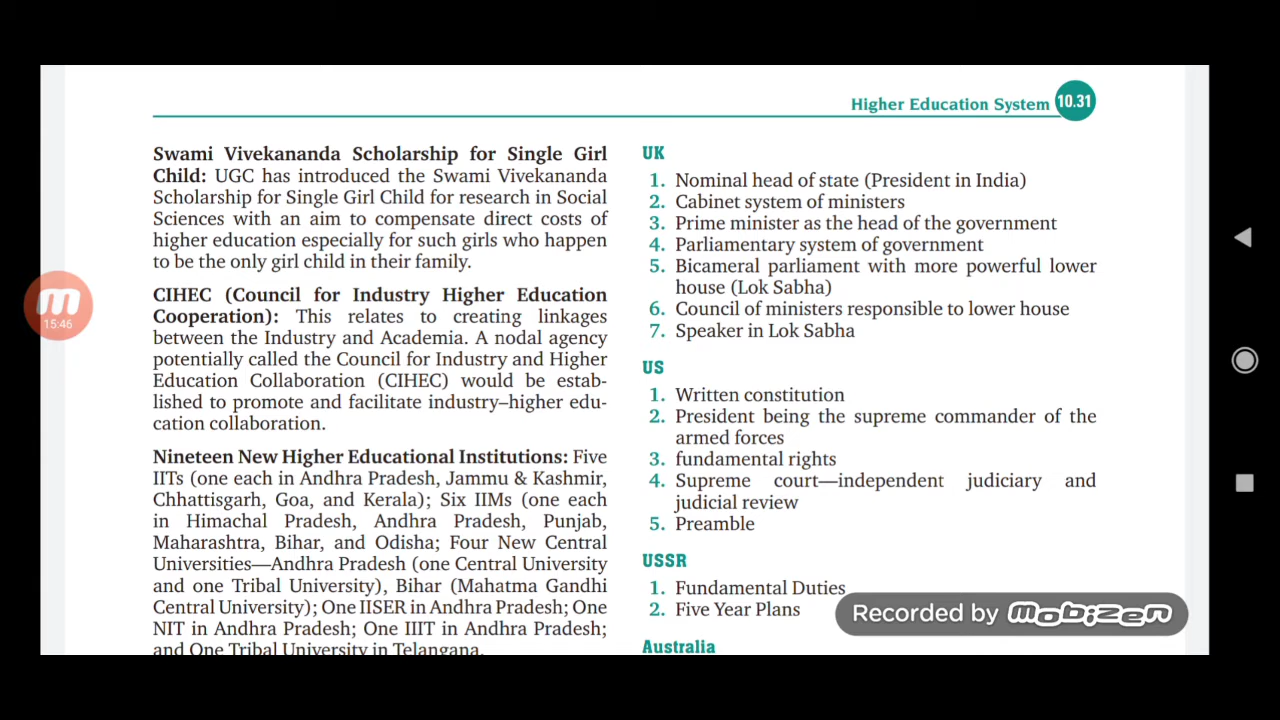 Higher Education System 10.31
Swami Vivekananda Scholarship for Single Girl
Child: UGC has introduced the Swami Vivekananda
Scholarship for Single Girl Child for research in Social
Sciences with an aim to compensate direct costs of
higher education especially for such girls who happen
to be the only girl child in their family.
CIHEC (Council for Industry Higher Education
Cooperation): This relates to creating linkages
between the Industry and Academia. A nodal agency
potentially called the Council for Industry and Higher
Education Collaboration (CIHEC) would be estab-
lished to promote and facilitate industry–higher edu-
cation collaboration.
Nineteen New Higher Educational Institutions: Five
IITs (one each in Andhra Pradesh, Jammu & Kashmir,
Chhattisgarh, Goa, and Kerala); Six IIMs (one each
in Himachal Pradesh, Andhra Pradesh, Punjab,
Maharashtra, Bihar, and Odisha; Four New Central
Universities—Andhra Pradesh (one Central University
and one Tribal University), Bihar (Mahatma Gandhi
Central University); One IISER in Andhra Pradesh; One
NIT in Andhra Pradesh; One IIIT in Andhra Pradesh;
and One Tribal University in Telangana.
UK
1. Nominal head of state (President in India)
2. Cabinet system of ministers
3. Prime minister as the head of the government
4. Parliamentary system of government
5. Bicameral parliament with more powerful lower
house (Lok Sabha)
6. Council of ministers responsible to lower house
7. Speaker in Lok Sabha
US
1. Written constitution
2. President being the supreme commander of the
armed forces
3. fundamental rights
4. Supreme court—independent judiciary and
judicial review
5. Preamble
USSR
1. Fundamental Duties
2. Five Year Plans
Australia
15:46
Recorded by mobizen